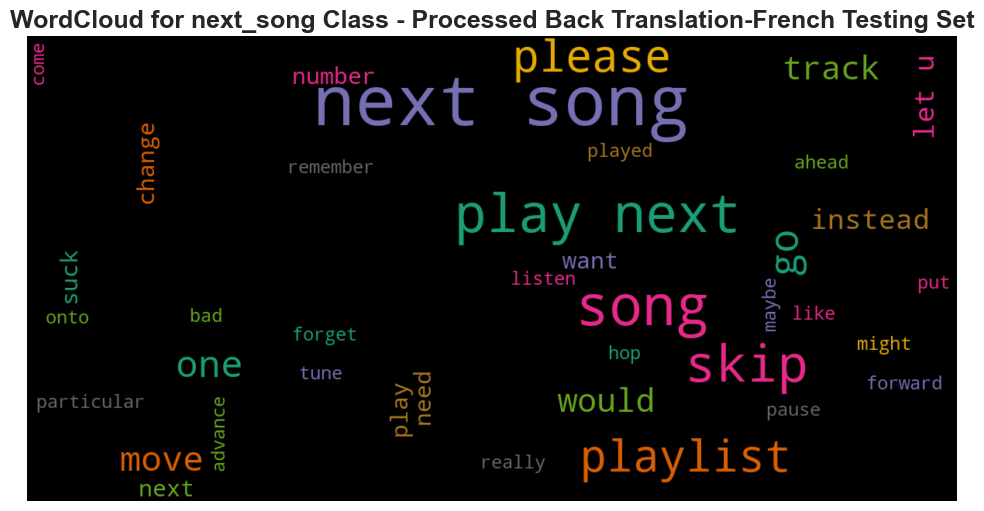 WordCloud for next_song Class - Processed Back Translation-French Testing Set
come
number
please
track
let u
next song
change
remember
played
ahead
play next
instead
go
suck
want
listen
put
onto
bad
song
maybe
like
forget
hop
might
one
tune
skip
forward
particular
advance
play
need
would
pause
move
really
playlist
next